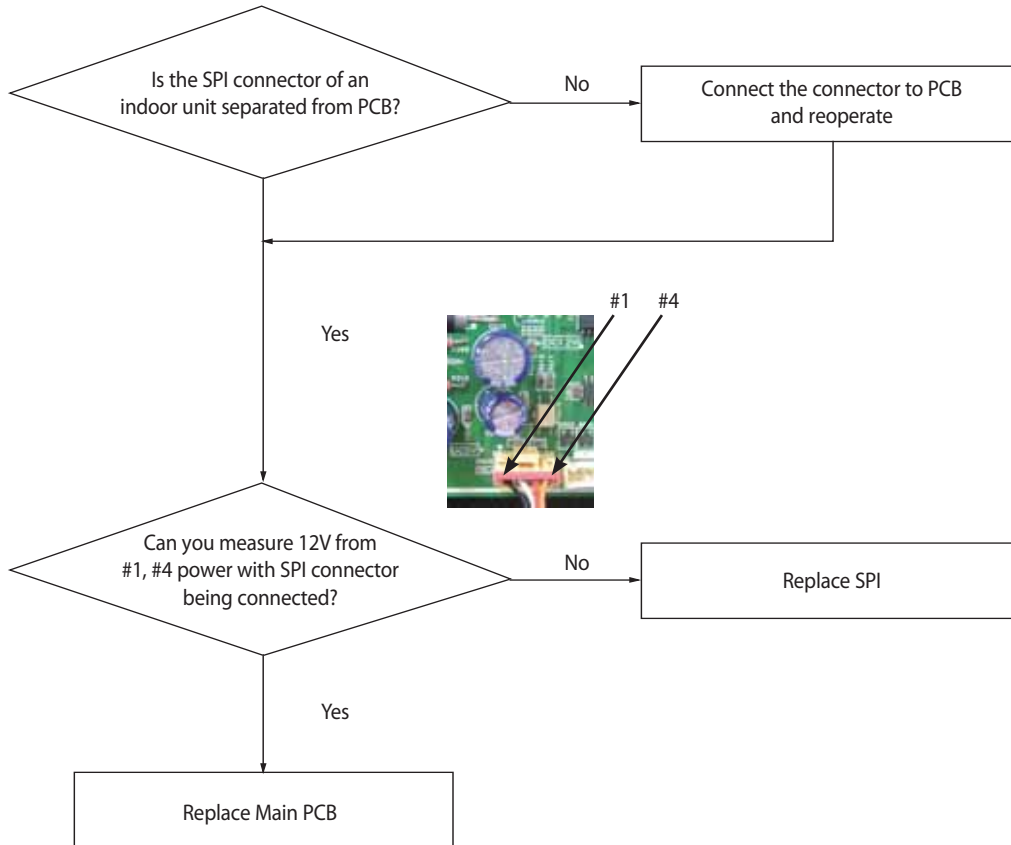 Is the SPI connector of an
indoor unit separated from PCB?
No
Connect the connector to PCB
and reoperate
#1 #4
Yes
Can you measure 12V from
#1, #4 power with SPI connector
being connected?
No
Replace SPI
Yes
Replace Main PCB